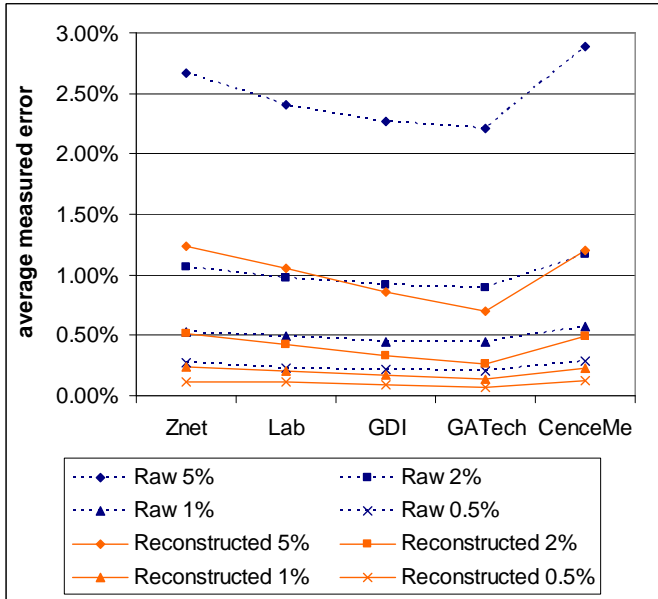 3.00%
2.50%
2.00%
1.50%
1.00%
0.50%
0.00%
average measured error
Znet Lab GDI GATech CenceMe
Raw 5% Raw 2%
Raw 1% Raw 0.5%
Reconstructed 5% Reconstructed 2%
Reconstructed 1% Reconstructed 0.5%